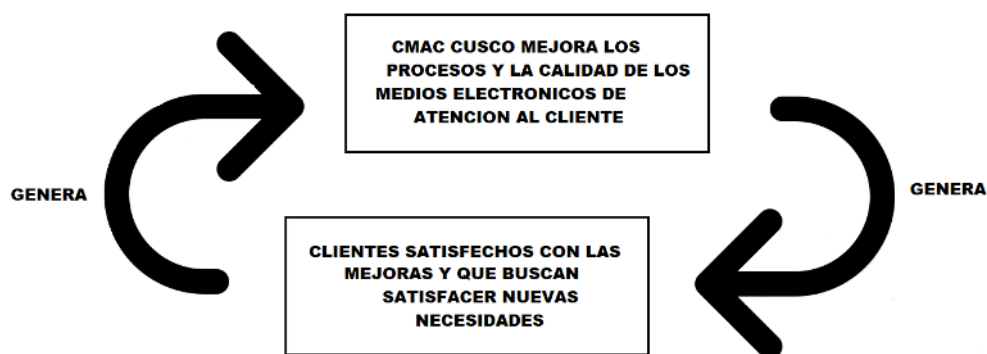 CMAC CUSCO MEJORA LOS
PROCESOS Y LA CALIDAD DE LOS
MEDIOS ELECTRONICOS DE
ATENCION AL CLIENTE
GENERA
GENERA
CLIENTES SATISFECHOS CON LAS
MEJORAS Y QUE BUSCAN
SATISFACER NUEVAS
NECESIDADES